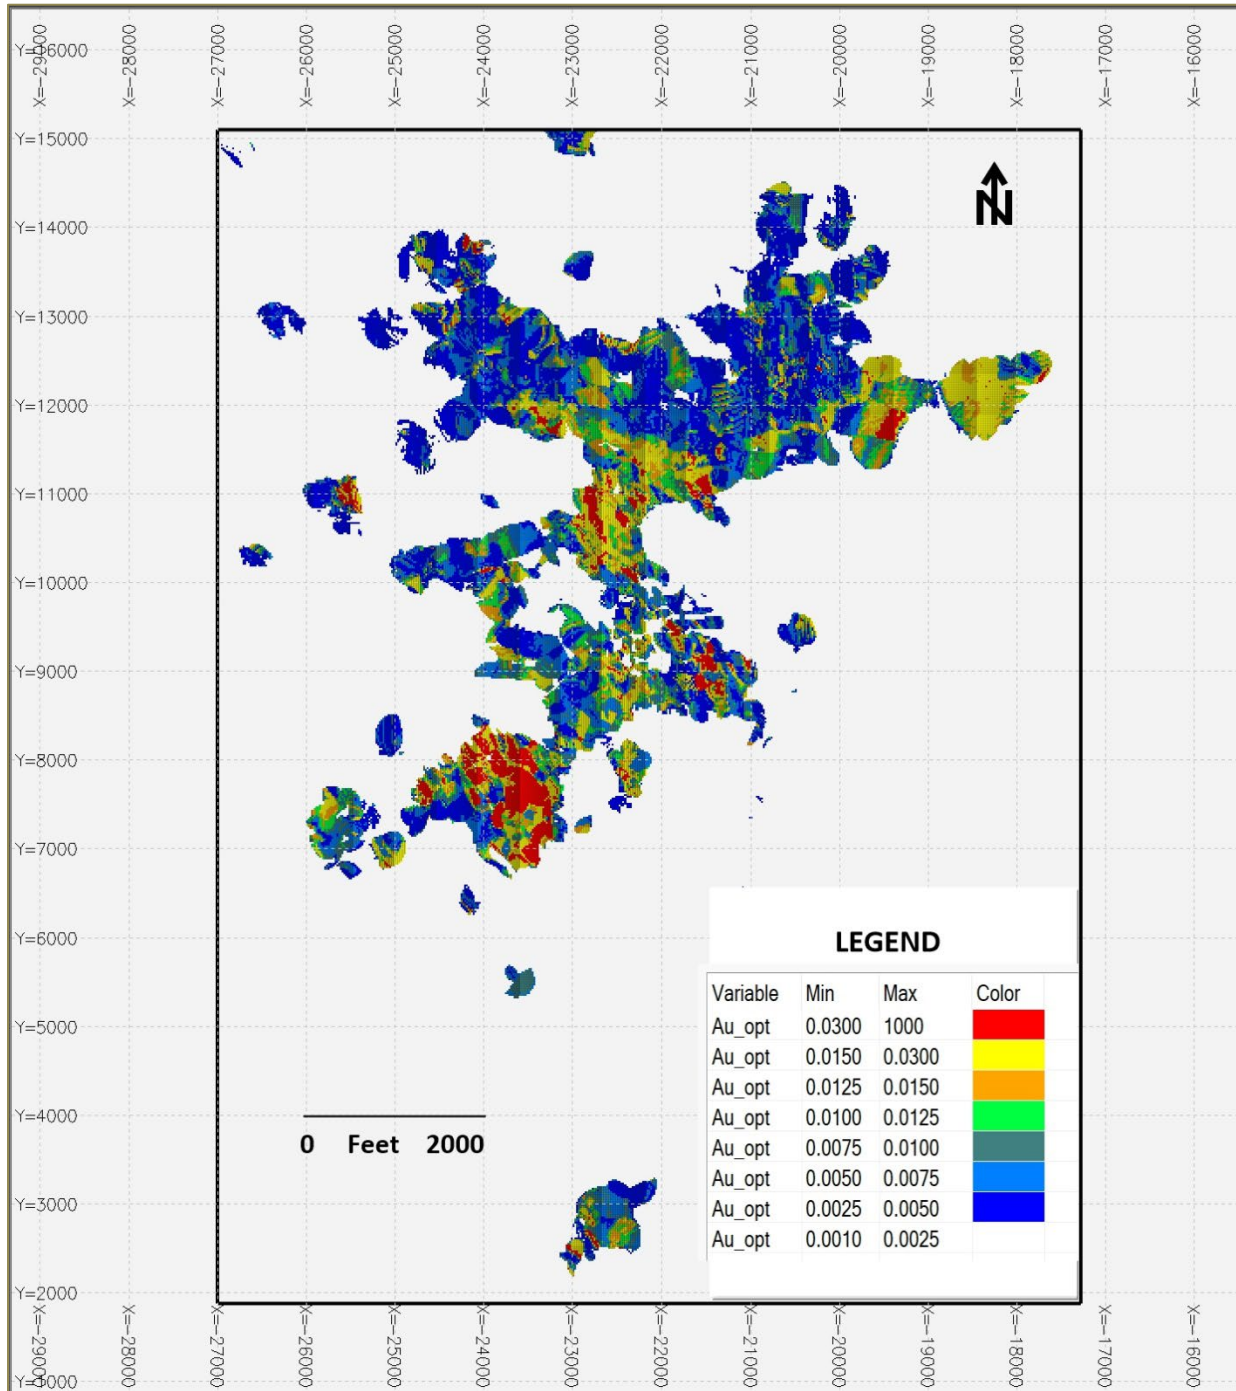 X=-29000 X=-28000 X=-27000 X=-26000 X=-25000 X=-24000 X=-23000 X=-22000 X=-21000 X=-20000 X=-19000 X=-18000 X=-17000 X=-16000
Y=16000
Y=15000
N
Y=14000
Y=13000
Y=12000
Y=11000
Y=10000
Y=9000
Y=8000
Y=7000
Y=6000
LEGEND
Variable Min Max Color
Au_opt 0.0300 1000
Y=5000
Au_opt 0.0150 0.0300
Au_opt 0.0125 0.0150
Y=4000
Au_opt 0.0100 0.0125
0 Feet 2000
Au_opt 0.0075 0.0100
Au_opt 0.0050 0.0075
Y=3000
Au_opt 0.0025 0.0050
Au_opt 0.0010 0.0025
Y=2000
X=-29000 X=-28000 X=-27000 X=-26000 X=-25000 X=-24000 X=-23000 X=-22000 X=-21000 X=-20000 X=-19000 X=-18000 X=-17000 X=-16000
Y=1000